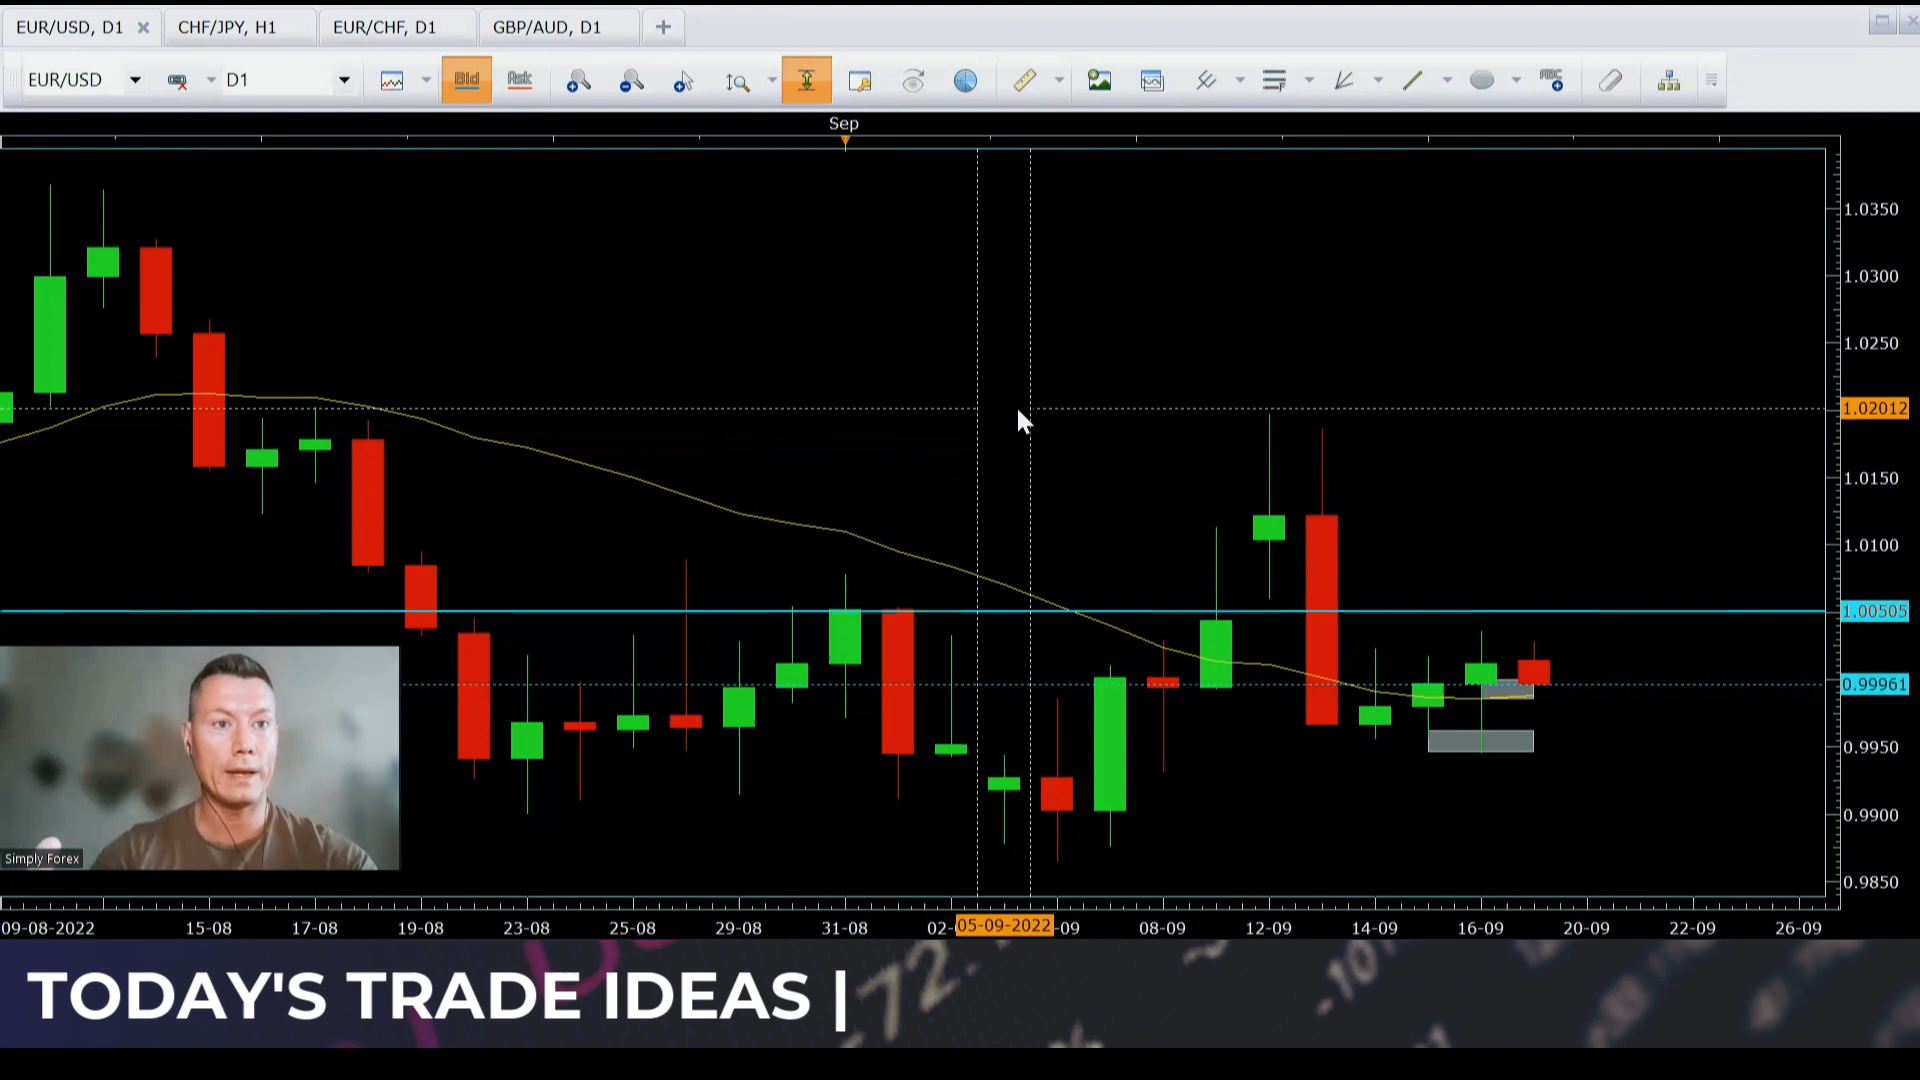 EUR/USD, D1 CHF/JPY, H1 EUR/CHF, D1 GBP/AUD, D1
EUR/USD D1 Bid Ask ABC
Sep
1.0350
1.0300
1.0250
1.02012
1.0150
1.0100
1.00505
0.99961
0.9950
0.9900
0.9850
Simply Forex
09-08-2022 15-08 17-08 19-08 23-08 25-08 29-08 31-08 02- 05-09-2022 -09 08-09 12-09 14-09 16-09 20-09 22-09 26-09
TODAY'S TRADE IDEAS |